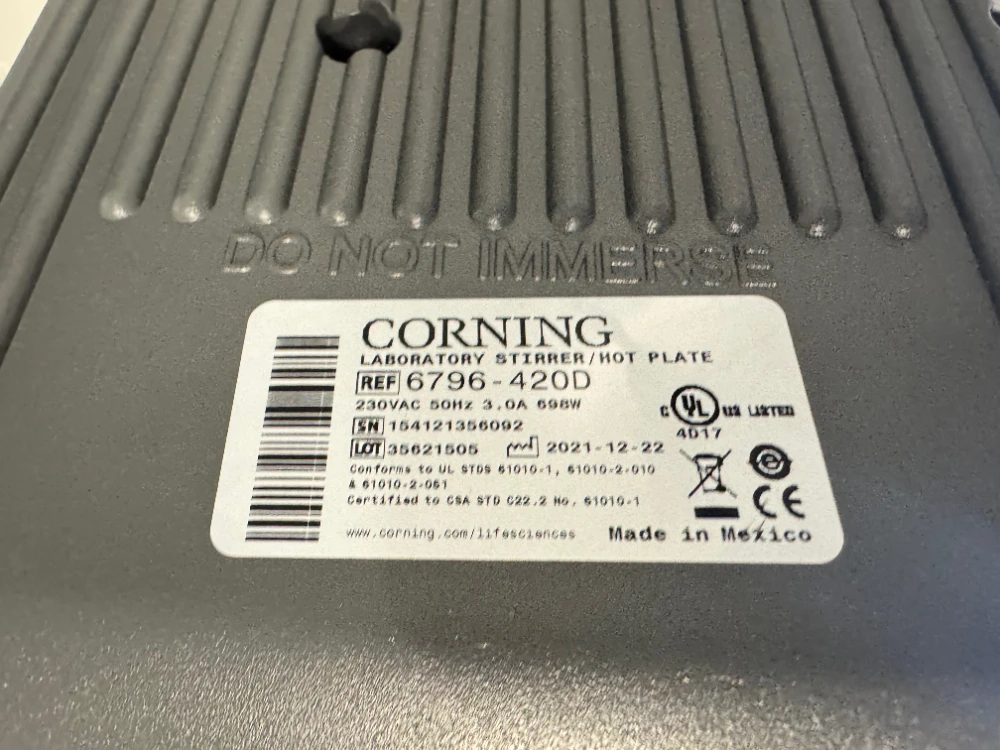 DO NOT IMMERSE
CORNING
LABORATORY STIRRER/HOT PLATE
REF 6796-420D
230VAC 50Hz 3.0A 698W
SN 154121356092
LOT 35621505 2021-12-22
Conforms to UL STDS 61010-1, 61010-2-010
& 61010-2-051
Certified to CSA STD C22.2 No. 61010-1
www.corning.com/lifesciences Made in Mexico
C UL US LISTED
4D17
e
CE